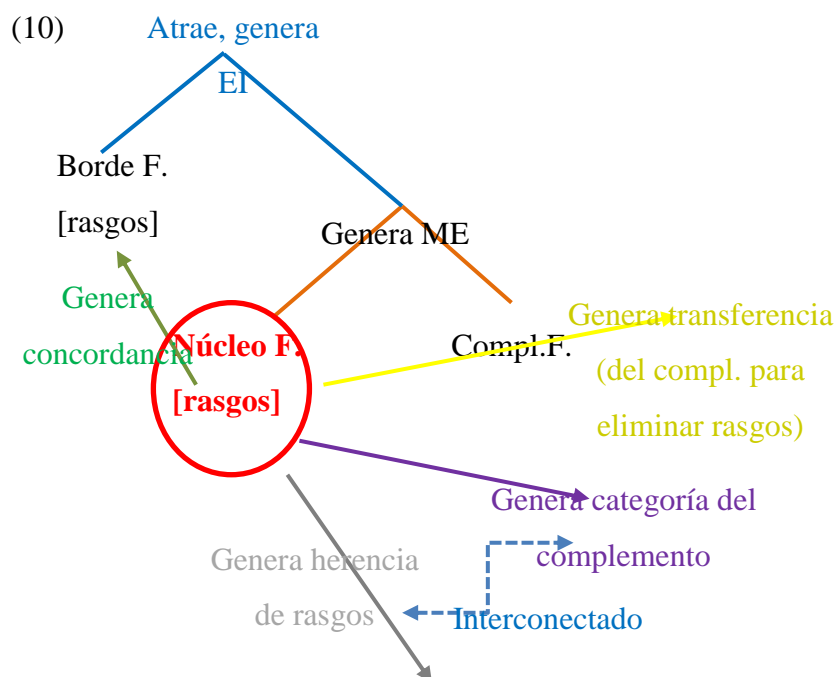 (10)
Atrae, genera
EI
Borde F.
[rasgos]
Genera ME
Genera
concordancia
Núcleo F.
[rasgos]
Compl.F.
Genera transferencia
(del compl. para
eliminar rasgos)
Genera categoría del
complemento
Genera herencia
de rasgos
Interconectado